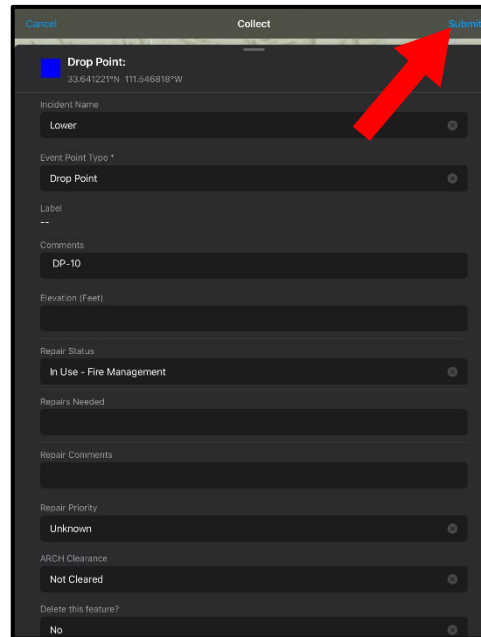 Cancel Collect Submit
Drop Point:
33.641221°N 111.546818°W
Incident Name
Lower
Event Point Type *
Drop Point
Label
--
Comments
DP-10
Elevation (Feet)
Repair Status
In Use - Fire Management
Repairs Needed
Repair Comments
Repair Priority
Unknown
ARCH Clearance
Not Cleared
Delete this feature?
No